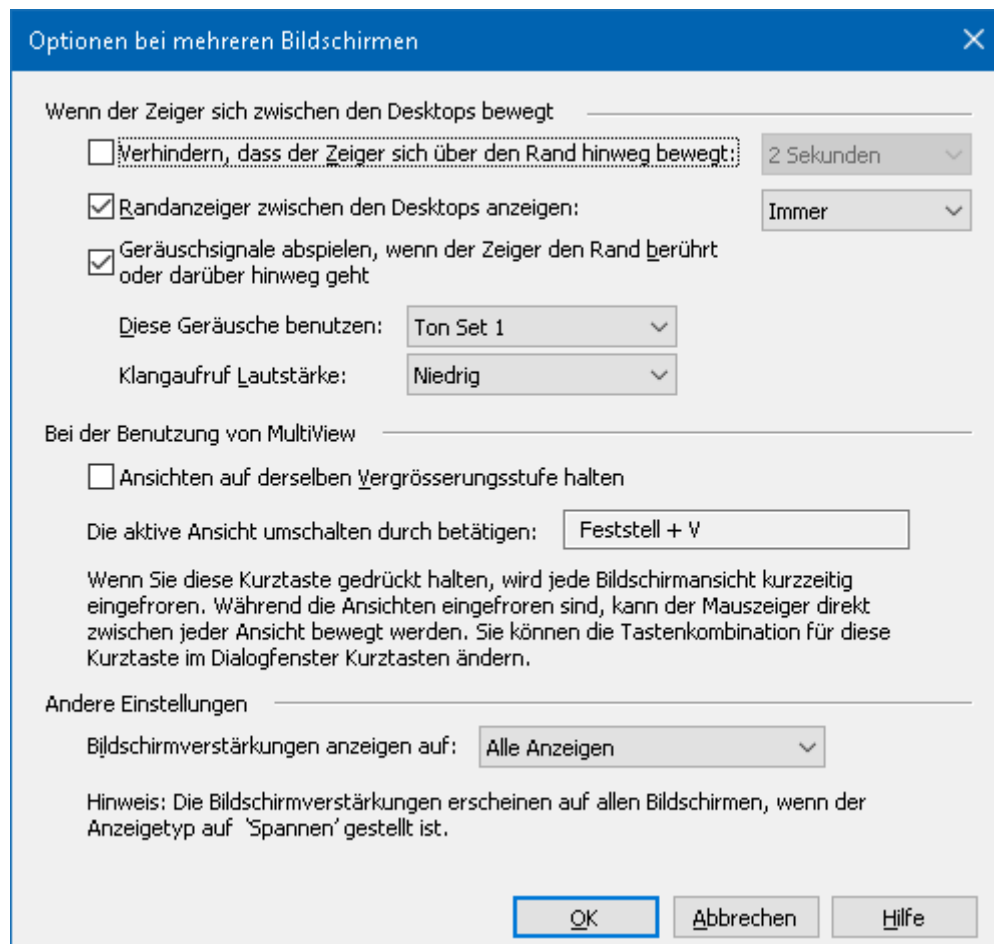 Optionen bei mehreren Bildschirmen
Wenn der Zeiger sich zwischen den Desktops bewegt
Verhindern, dass der Zeiger sich über den Rand hinweg bewegt: 2 Sekunden
Randanzeiger zwischen den Desktops anzeigen: Immer
Geräuschsignale abspielen, wenn der Zeiger den Rand berührt
oder darüber hinweg geht
Diese Geräusche benutzen: Ton Set 1
Klangaufruf Lautstärke: Niedrig
Bei der Benutzung von MultiView
Ansichten auf derselben Vergrösserungsstufe halten
Die aktive Ansicht umschalten durch betätigen: Feststell + V
Wenn Sie diese Kurztaste gedrückt halten, wird jede Bildschirmansicht kurzzeitig
eingefroren. Während die Ansichten eingefroren sind, kann der Mauszeiger direkt
zwischen jeder Ansicht bewegt werden. Sie können die Tastenkombination für diese
Kurztaste im Dialogfenster Kurztasten ändern.
Andere Einstellungen
Bildschirmverstärkungen anzeigen auf: Alle Anzeigen
Hinweis: Die Bildschirmverstärkungen erscheinen auf allen Bildschirmen, wenn der
Anzeigetyp auf 'Spannen' gestellt ist.
OK Abbrechen Hilfe